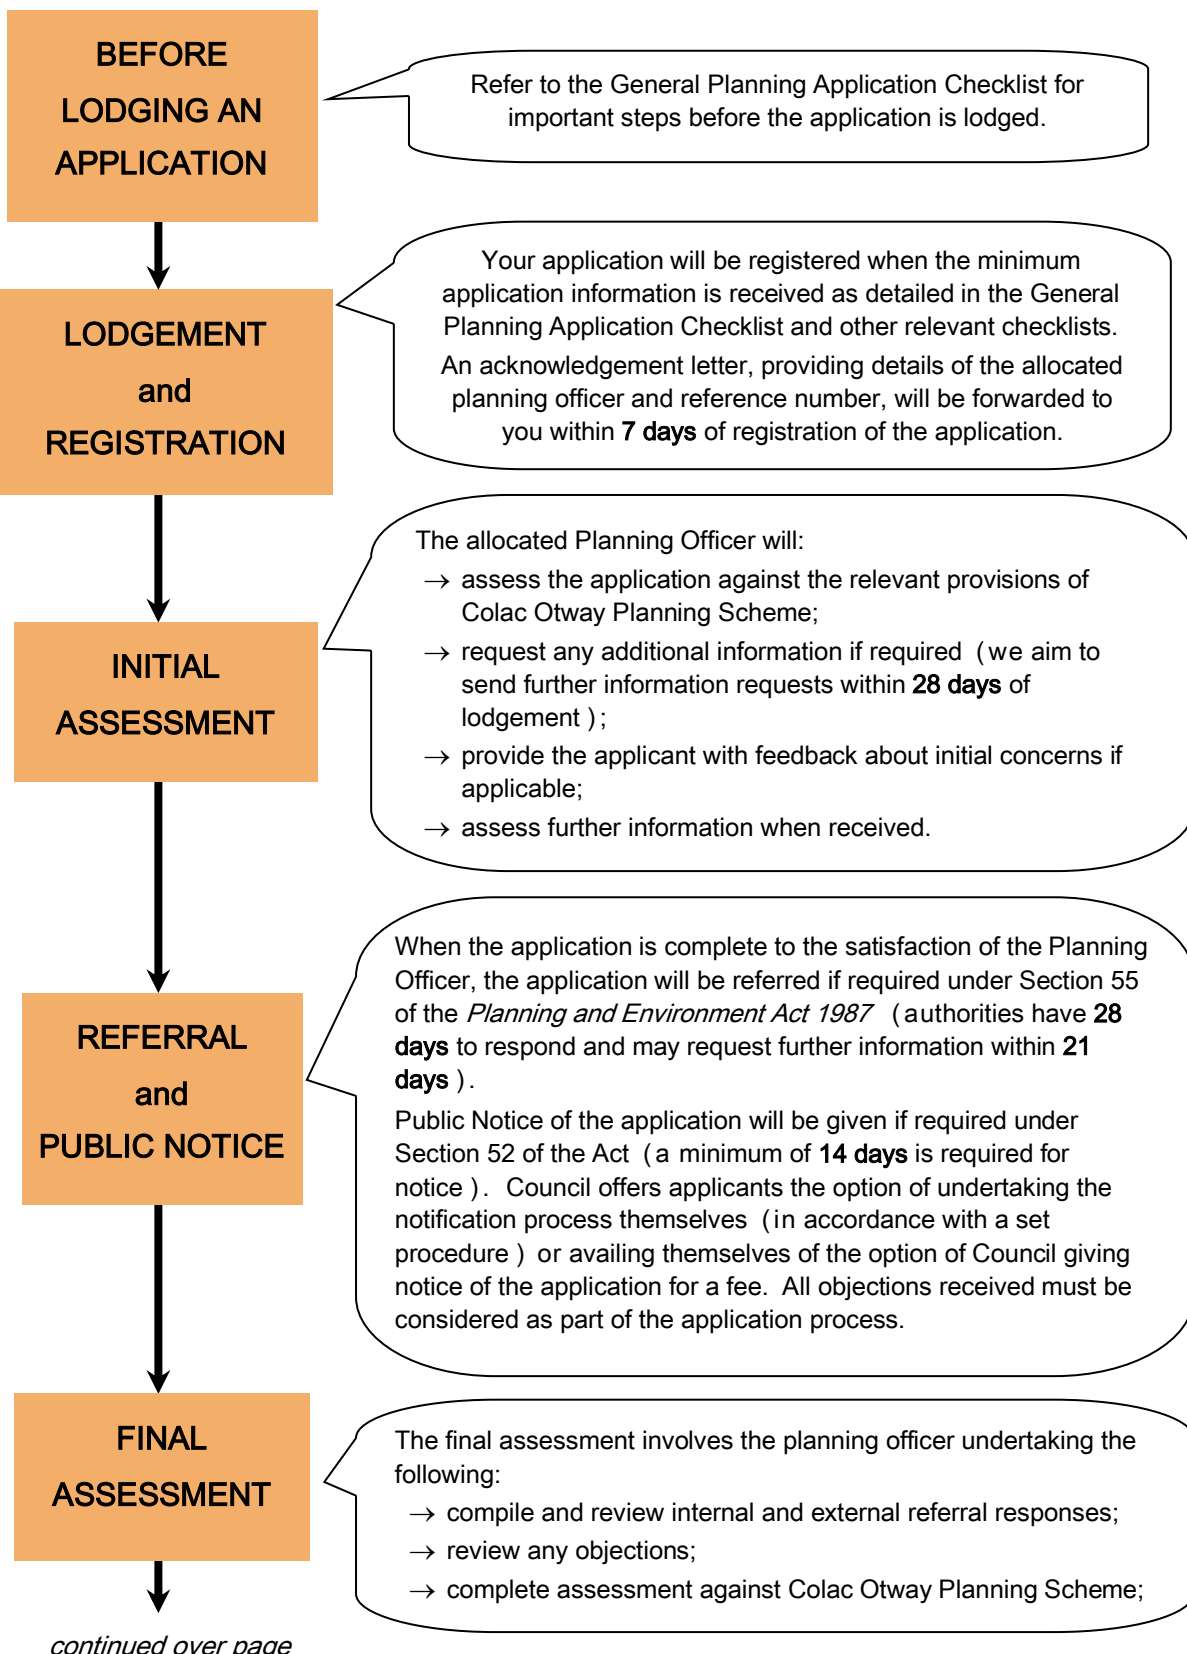 BEFORE
LODGING AN
APPLICATION
Refer to the General Planning Application Checklist for
important steps before the application is lodged.
LODGEMENT
and
REGISTRATION
Your application will be registered when the minimum
application information is received as detailed in the General
Planning Application Checklist and other relevant checklists.
An acknowledgement letter, providing details of the allocated
planning officer and reference number, will be forwarded to
you within 7 days of registration of the application.
INITIAL
ASSESSMENT
The allocated Planning Officer will:
→ assess the application against the relevant provisions of
Colac Otway Planning Scheme;
→ request any additional information if required (we aim to
send further information requests within 28 days of
lodgement);
→ provide the applicant with feedback about initial concerns if
applicable;
→ assess further information when received.
REFERRAL
and
PUBLIC NOTICE
When the application is complete to the satisfaction of the Planning
Officer, the application will be referred if required under Section 55
of the Planning and Environment Act 1987 (authorities have 28
days to respond and may request further information within 21
days).
Public Notice of the application will be given if required under
Section 52 of the Act (a minimum of 14 days is required for
notice). Council offers applicants the option of undertaking the
notification process themselves (in accordance with a set
procedure) or availing themselves of the option of Council giving
notice of the application for a fee. All objections received must be
considered as part of the application process.
FINAL
ASSESSMENT
The final assessment involves the planning officer undertaking the
following:
→ compile and review internal and external referral responses;
→ review any objections;
→ complete assessment against Colac Otway Planning Scheme;
continued over page